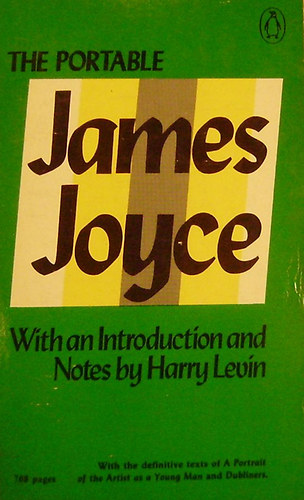 THE PORTABLE
James
Joyce
With an Introduction and
Notes by Harry Levin
With the definitive texts of A Portrait
768 pages of the Artist as a Young Man and Dubliners.